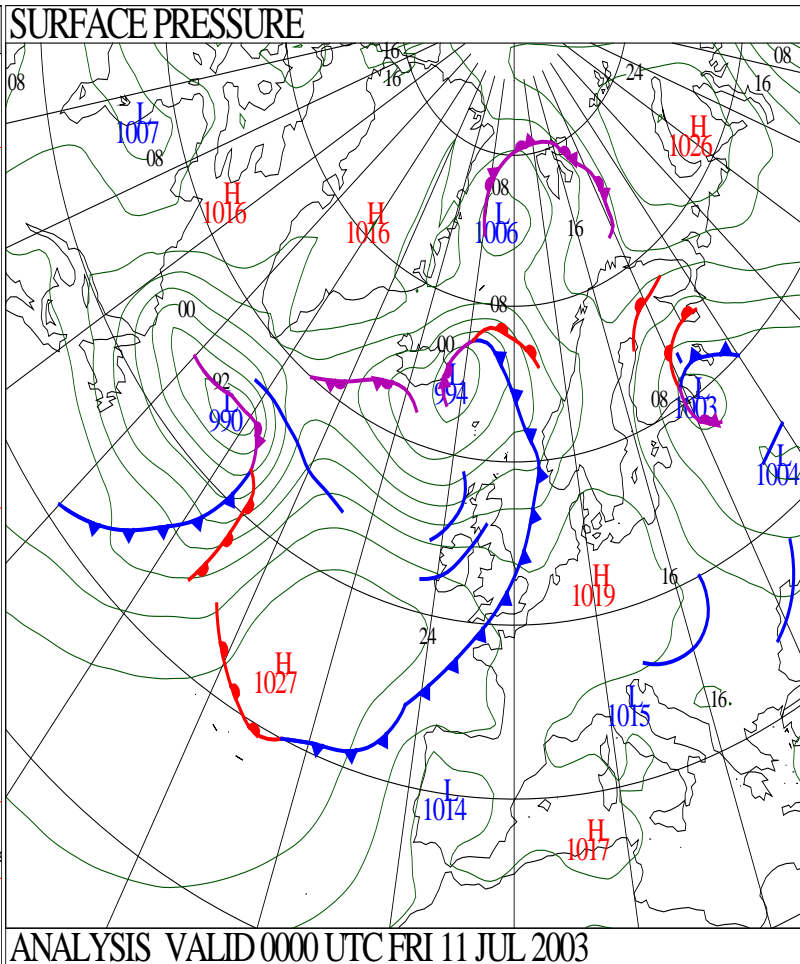 SURFACE PRESSURE
16
08
24
16
08
16
L
1007
08
H
1026
H
1016
08
H
1016
L
1006
16
00
08
00
92
L
990
L
994
08
L
1003
L
1004
H
1019
16
24
H
1027
L
1015
16
L
1014
H
1017
ANALYSIS VALID 0000 UTC FRI 11 JUL 2003